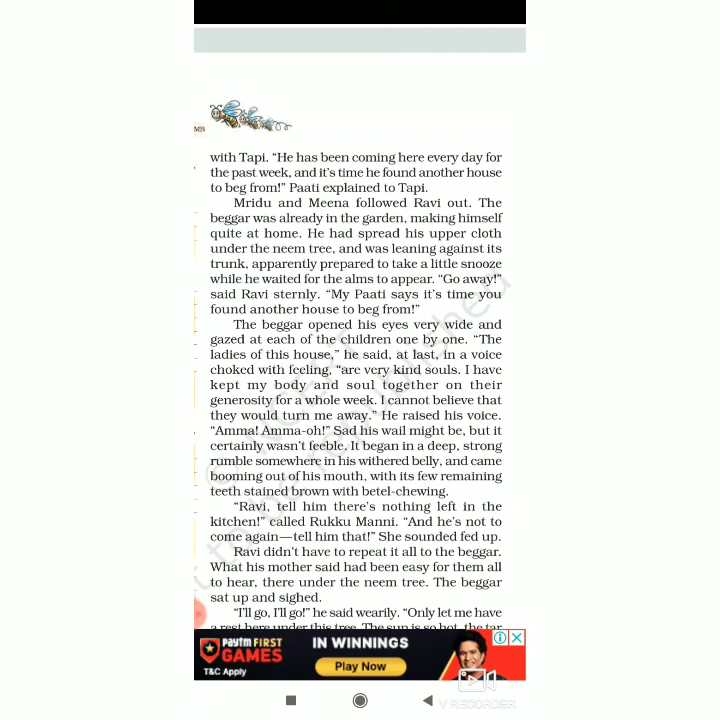 MB
with Tapi. “He has been coming here every day for
the past week, and it’s time he found another house
to beg from!” Paati explained to Tapi.
Mridu and Meena followed Ravi out. The
beggar was already in the garden, making himself
quite at home. He had spread his upper cloth
under the neem tree, and was leaning against its
trunk, apparently prepared to take a little snooze
while he waited for the alms to appear. “Go away!”
said Ravi sternly. “My Paati says it’s time you
found another house to beg from!”
The beggar opened his eyes very wide and
gazed at each of the children one by one. “The
ladies of this house,” he said, at last, in a voice
choked with feeling, “are very kind souls. I have
kept my body and soul together on their
generosity for a whole week. I cannot believe that
they would turn me away.” He raised his voice.
“Amma! Amma-oh!” Sad his wail might be, but it
certainly wasn’t feeble. It began in a deep, strong
rumble somewhere in his withered belly, and came
booming out of his mouth, with its few remaining
teeth stained brown with betel-chewing.
“Ravi, tell him there’s nothing left in the
kitchen!” called Rukku Manni. “And he’s not to
come again—tell him that!” She sounded fed up.
Ravi didn’t have to repeat it all to the beggar.
What his mother said had been easy for them all
to hear, there under the neem tree. The beggar
sat up and sighed.
“I’ll go, I’ll go!” he said wearily. “Only let me have
a rest here under this tree. The sun is so hot, the tar
Paytm FIRST
GAMES
T&C Apply
IN WINNINGS
Play Now
V RECORDER